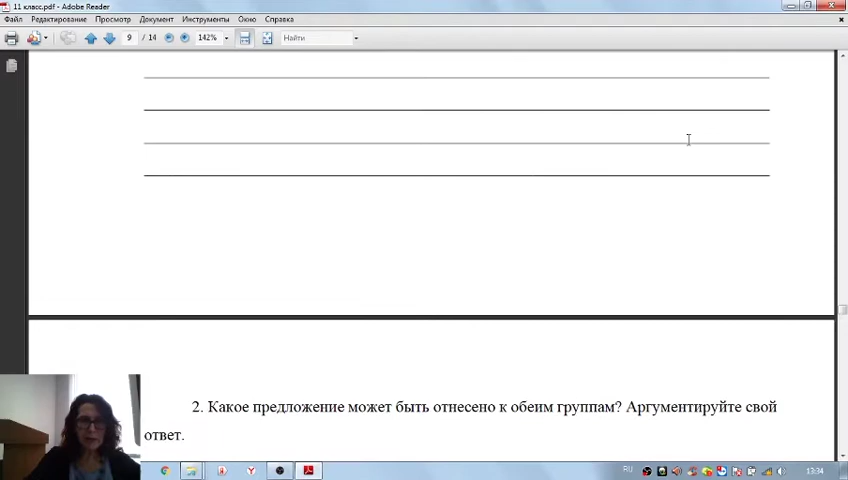 11 класс.pdf - Adobe Reader
Файл Редактирование Просмотр Документ Инструменты Окно Справка
9 / 14 142% Найти
2. Какое предложение может быть отнесено к обеим группам? Аргументируйте свой
ответ.
RU 13:34